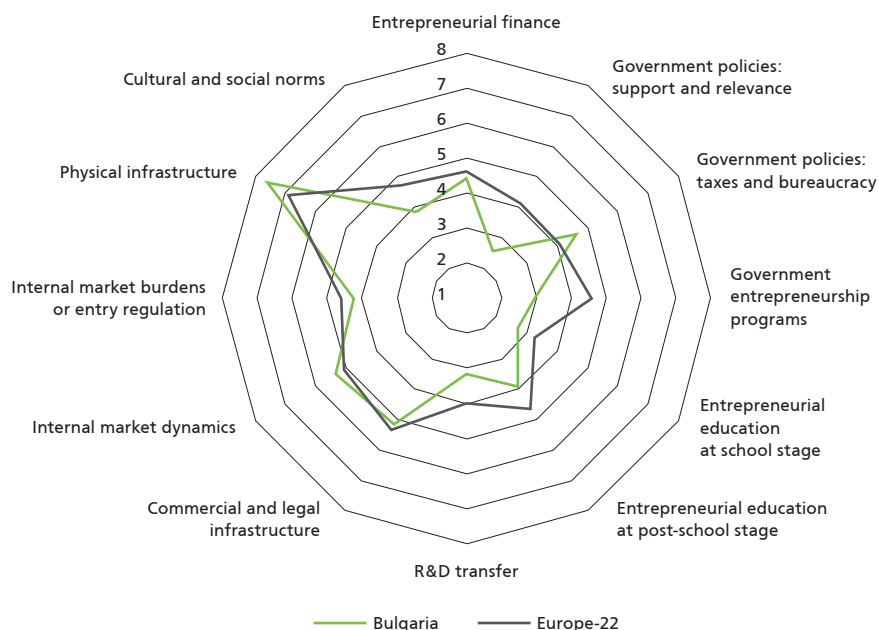 Entrepreneurial finance
8
7
6
5
4
3
2
1
Government policies:
support and relevance
Government policies:
taxes and bureaucracy
Government
entrepreneurship
programs
Entrepreneurial
education
at school stage
Entrepreneurial education
at post-school stage
R&D transfer
Commercial and legal
infrastructure
Internal market dynamics
Internal market burdens
or entry regulation
Physical infrastructure
Cultural and social norms
Bulgaria
Europe-22